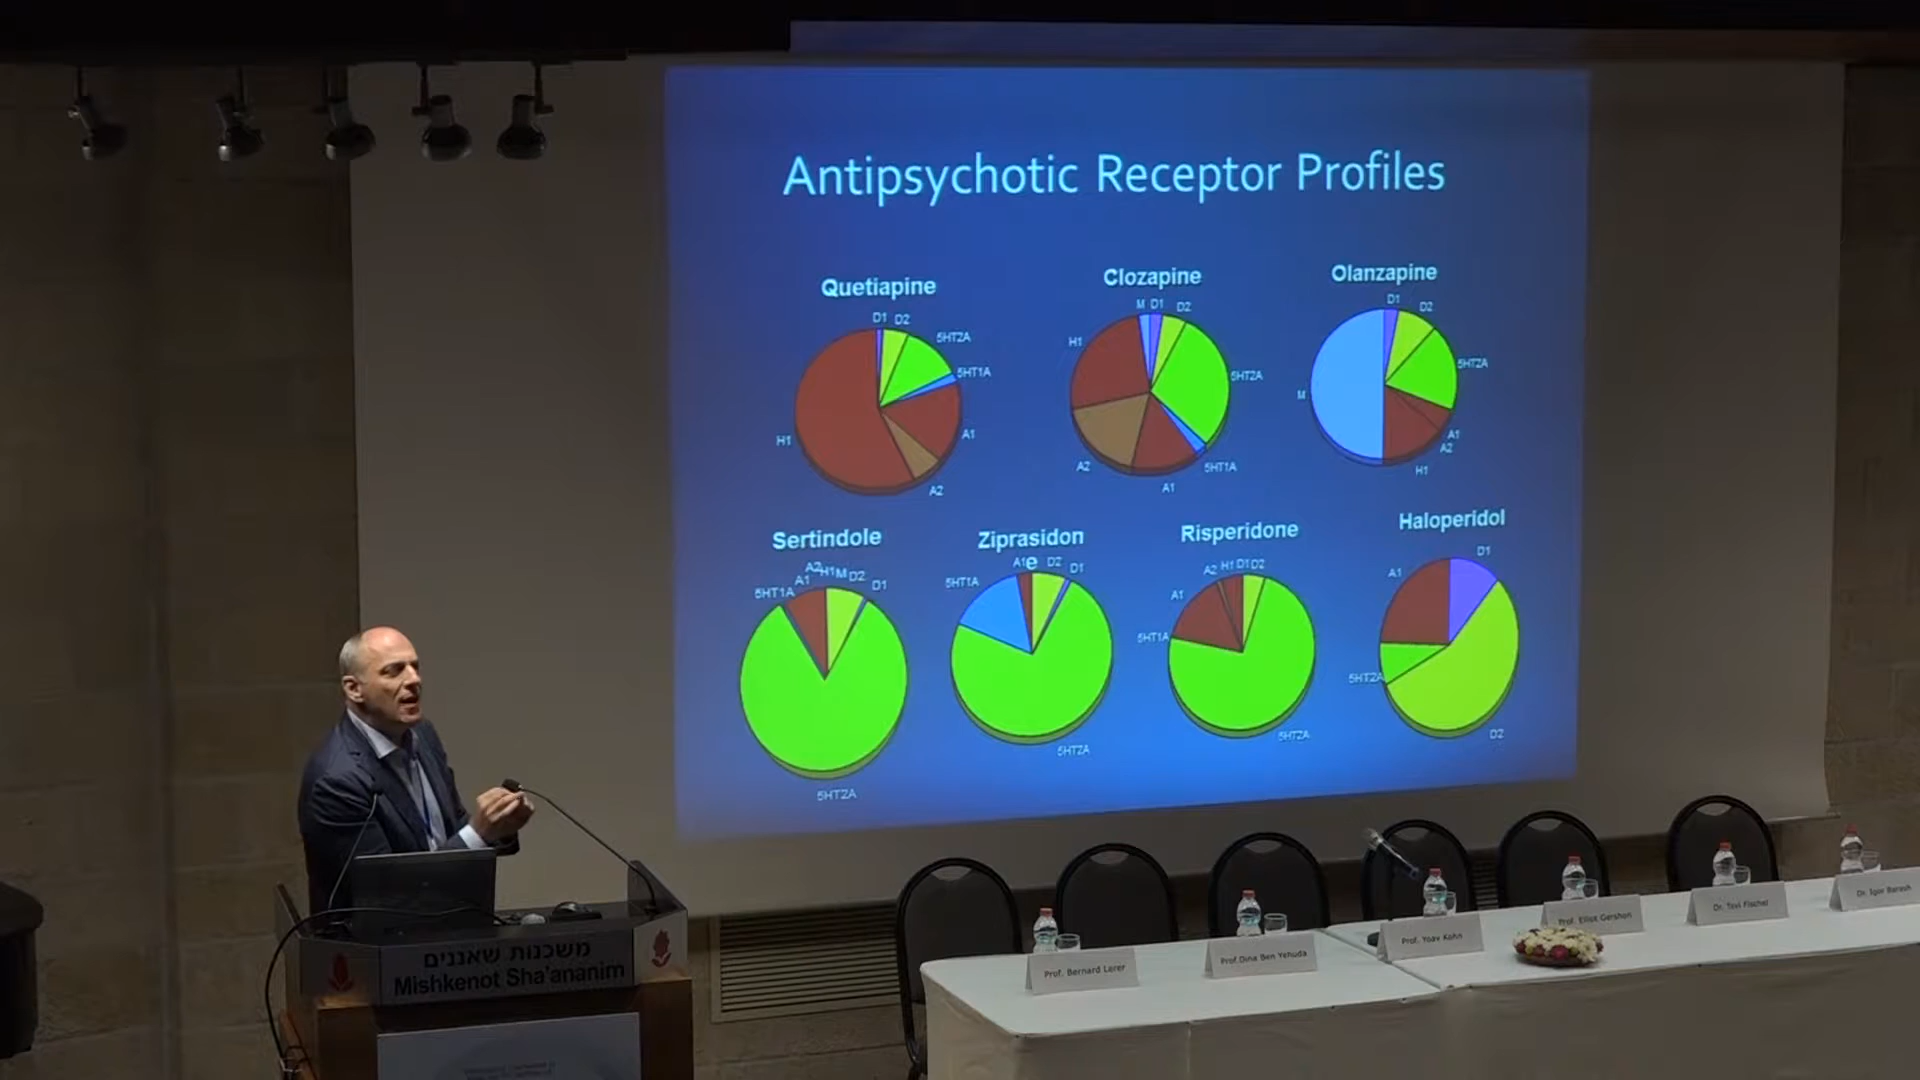 Antipsychotic Receptor Profiles
Quetiapine
D1 D2
5HT2A
5HT1A
A1
A2
H1
Clozapine
M D1 D2
H1
5HT2A
A2
5HT1A
A1
Olanzapine
D1
D2
5HT2A
M
A1
A2
H1
Sertindole
A2 H1 M D2
A1
D1
5HT1A
5HT2A
Ziprasidon
e
A1 D2 D1
5HT1A
5HT2A
Risperidone
A2 H1 D1 D2
A1
5HT1A
5HT2A
Haloperidol
D1
A1
5HT2A
D2
משכנות שאננים
Mishkenot Sha'ananim
Prof. Bernard Lerer
Prof.Dina Ben Yehuda
Prof. Yoav Kohn
Prof. Elliot Gershon
Dr. Tevi Fischel
Dr. Igor Barash